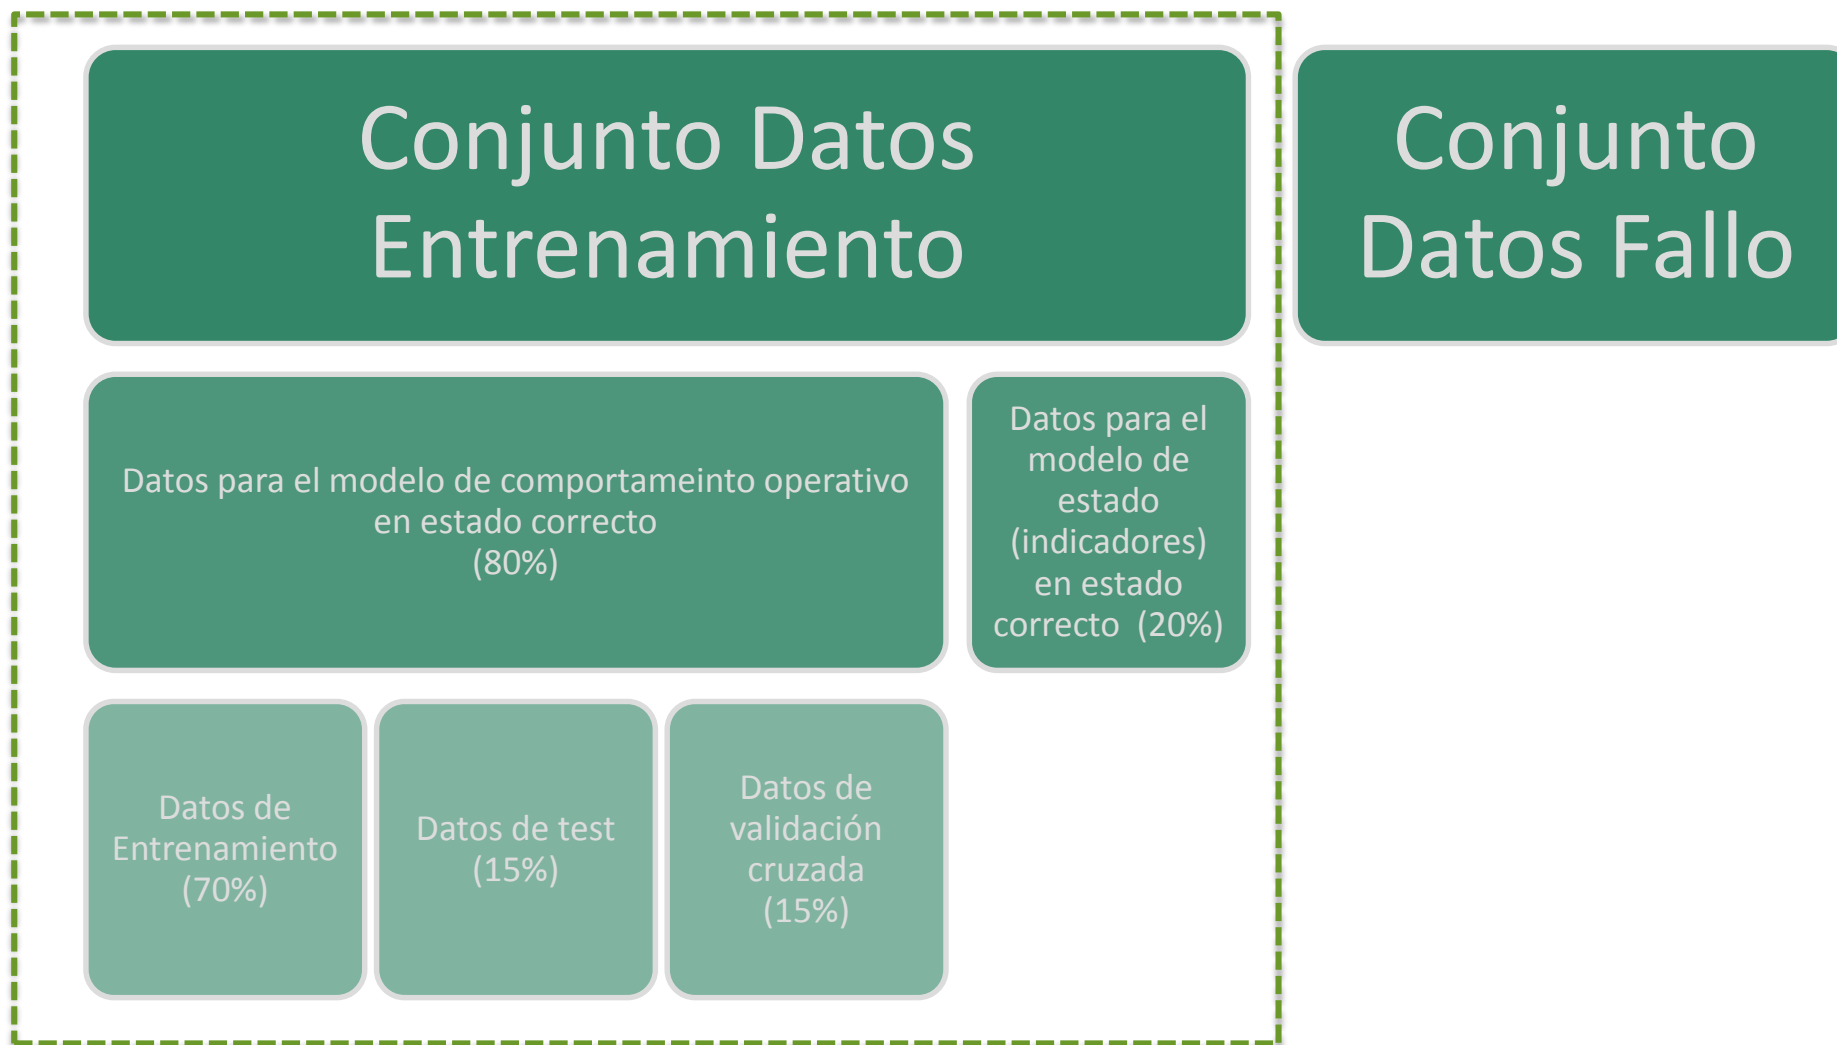 Conjunto Datos
Entrenamiento
Conjunto
Datos Fallo
Datos para el modelo de comportameinto operativo
en estado correcto
(80%)
Datos para el
modelo de
estado
(indicadores)
en estado
correcto  (20%)
Datos de
Entrenamiento
(70%)
Datos de test
(15%)
Datos de
validación
cruzada
(15%)